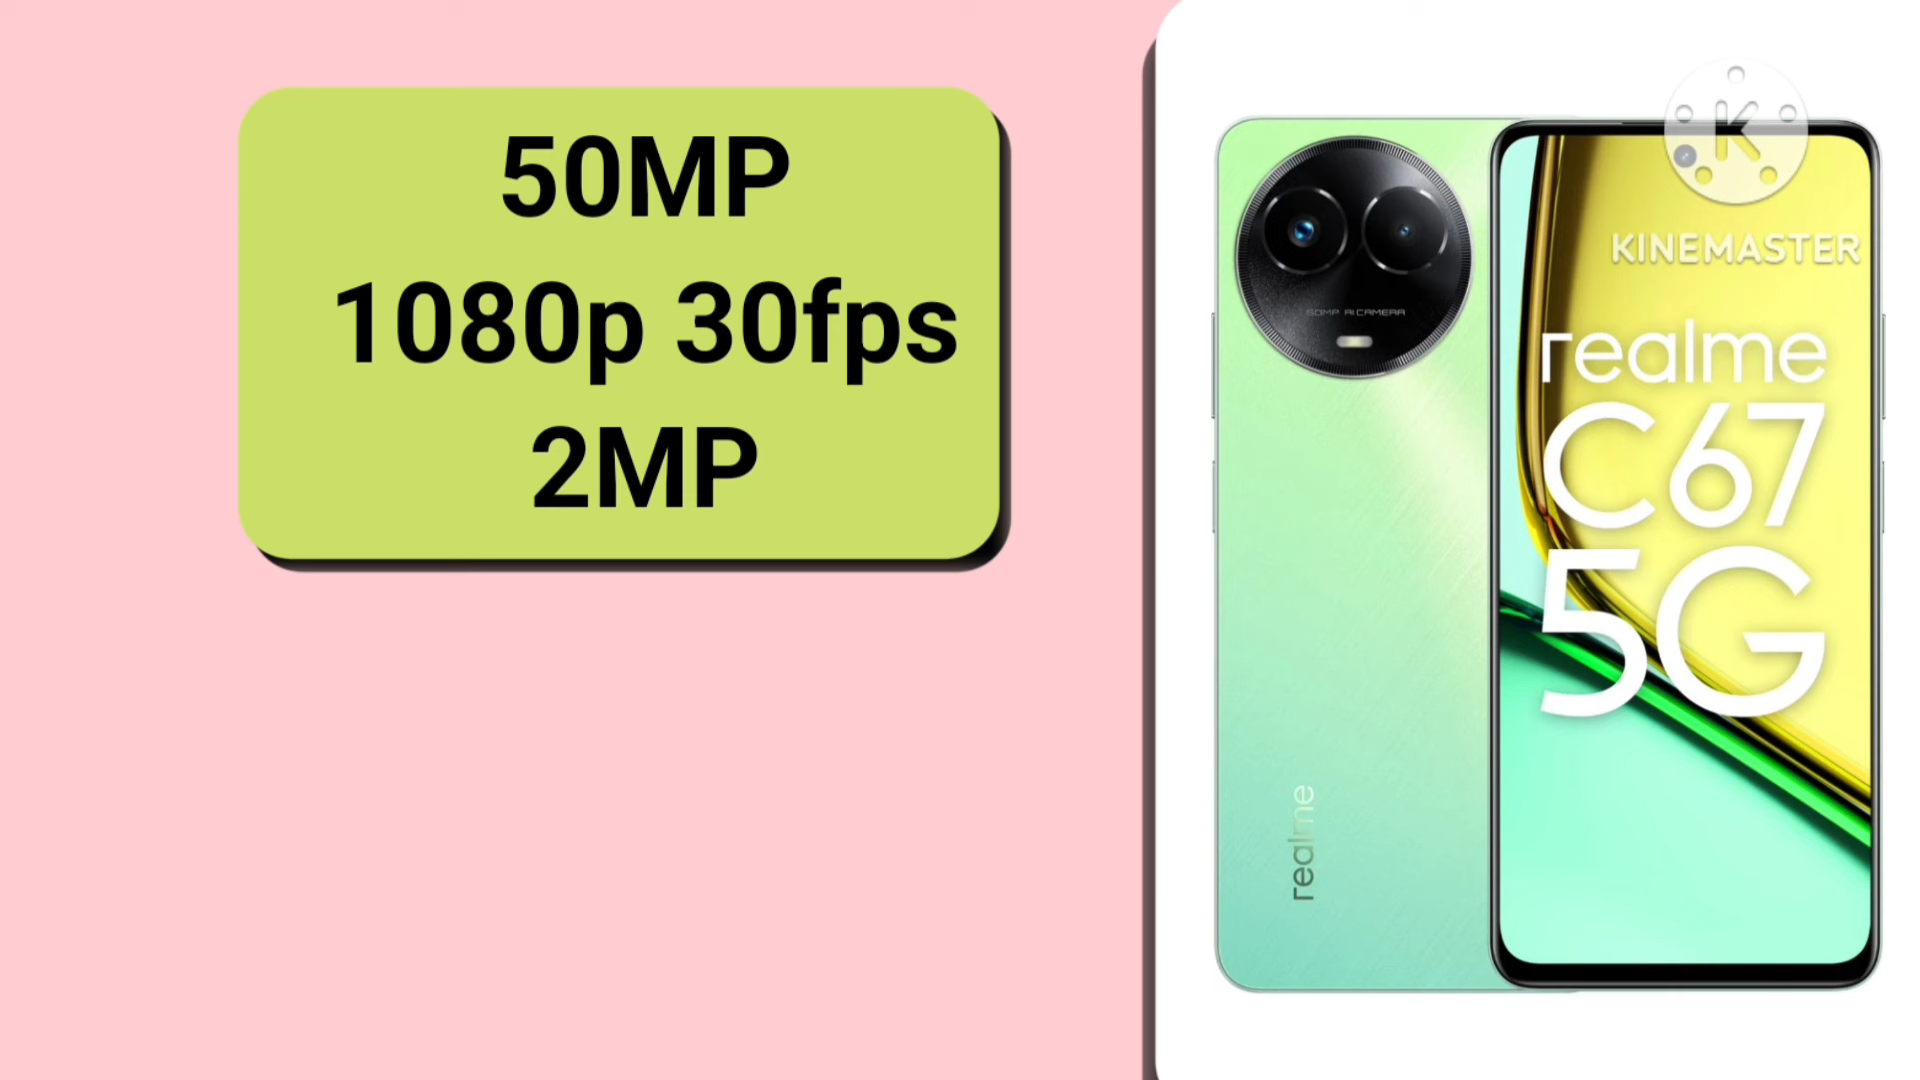 50MP
1080p 30fps
2MP
50MP AI CAMERA
realme
K
KINEMASTER
realme
C67
5G